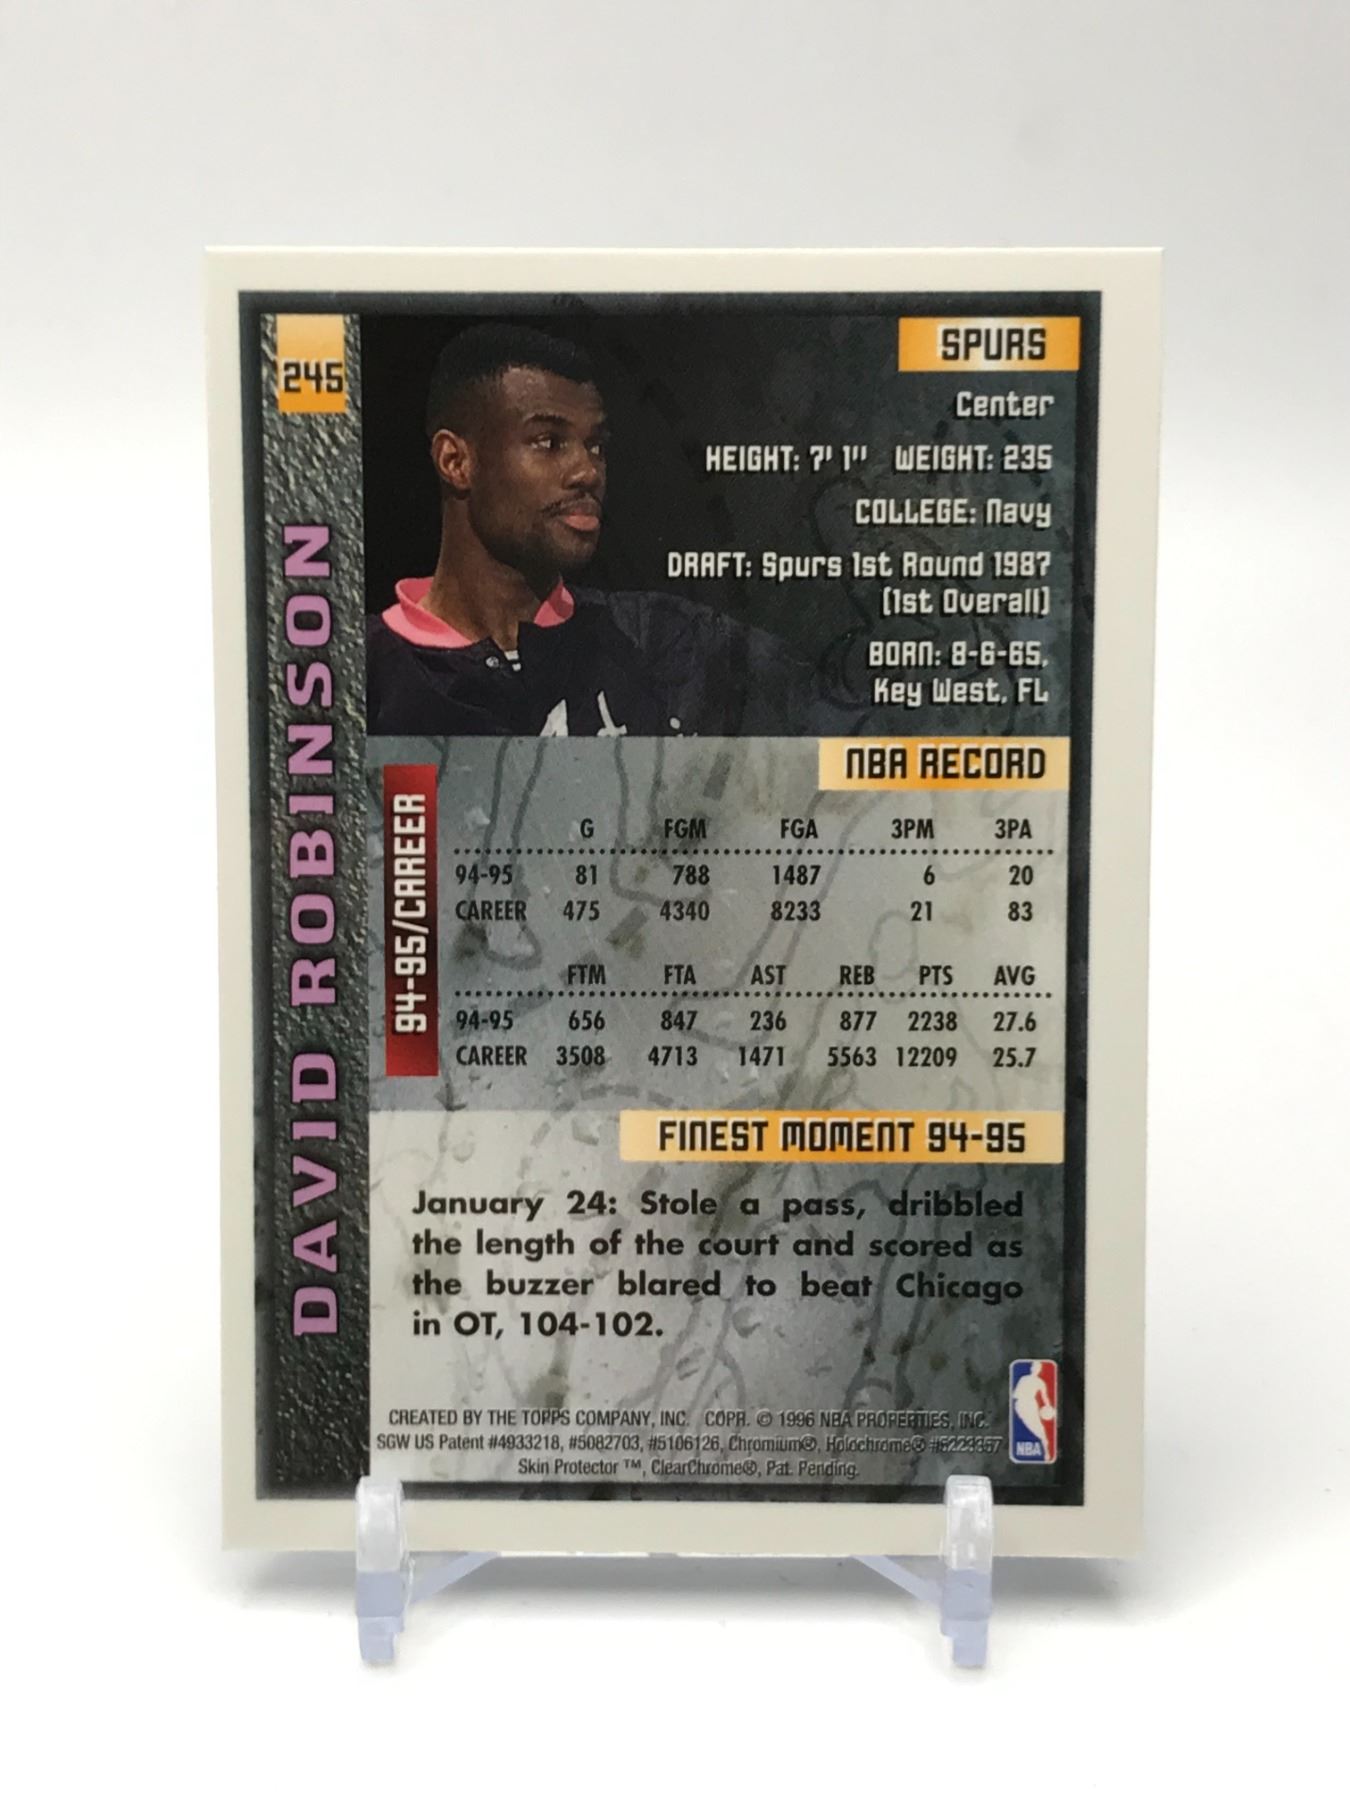 245
DAVID ROBINSON
SPURS
Center
HEIGHT: 7' 1" WEIGHT: 235
COLLEGE: Navy
DRAFT: Spurs 1st Round 1987
(1st Overall)
BORN: 8-6-65,
Key West, FL
NBA RECORD
94-95/CAREER
G FGM FGA 3PM 3PA
94-95 81 788 1487 6 20
CAREER 475 4340 8233 21 83
FTM FTA AST REB PTS AVG
94-95 656 847 236 877 2238 27.6
CAREER 3508 4713 1471 5563 12209 25.7
FINEST MOMENT 94-95
January 24: Stole a pass, dribbled
the length of the court and scored as
the buzzer blared to beat Chicago
in OT, 104-102.
CREATED BY THE TOPPS COMPANY, INC. COPR. © 1996 NBA PROPERTIES, INC.
SGW US Patent #4933218, #5082703, #5106126, Chromium®, Holochrome® #5223357
Skin Protector ™, ClearChrome®, Pat. Pending.
NBA